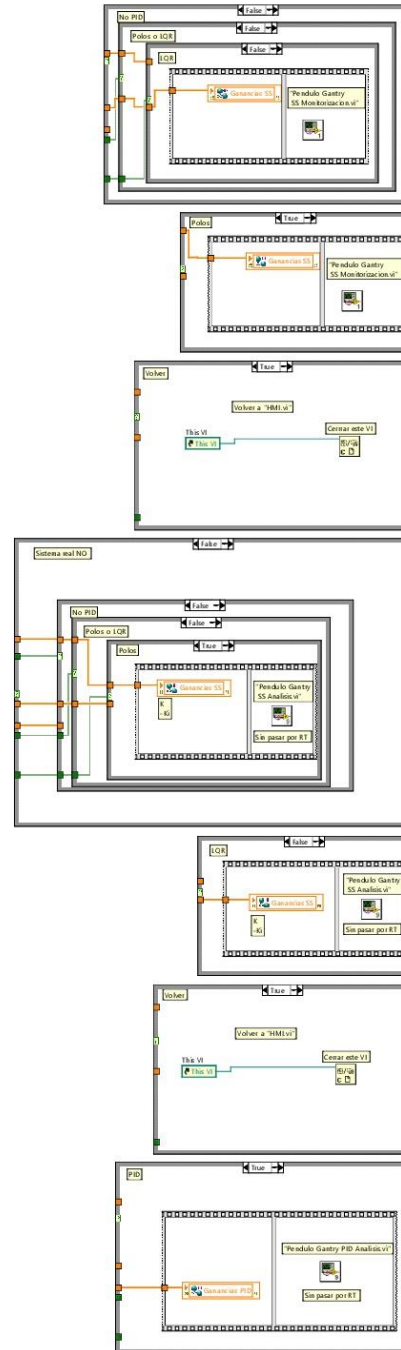 False
No PID
False
Polos o LQR
False
LQR
Ganancias SS
"Pendulo Gantry
SS Monitorizacion.vi"
True
Polos
Ganancias SS
"Pendulo Gantry
SS Monitorizacion.vi"
True
Volver
Volver a "HMI.vi"
This VI
This VI
Cerrar este VI
False
Sistema real NO
False
No PID
False
Polos o LQR
True
Polos
Ganancias SS
K
-Ki
"Pendulo Gantry
SS Analisis.vi"
Sin pasar por RT
False
LQR
Ganancias SS
K
-Ki
"Pendulo Gantry
SS Analisis.vi"
Sin pasar por RT
True
Volver
Volver a "HMI.vi"
This VI
This VI
Cerrar este VI
True
PID
Ganancias PID
"Pendulo Gantry PID Analisis.vi"
Sin pasar por RT